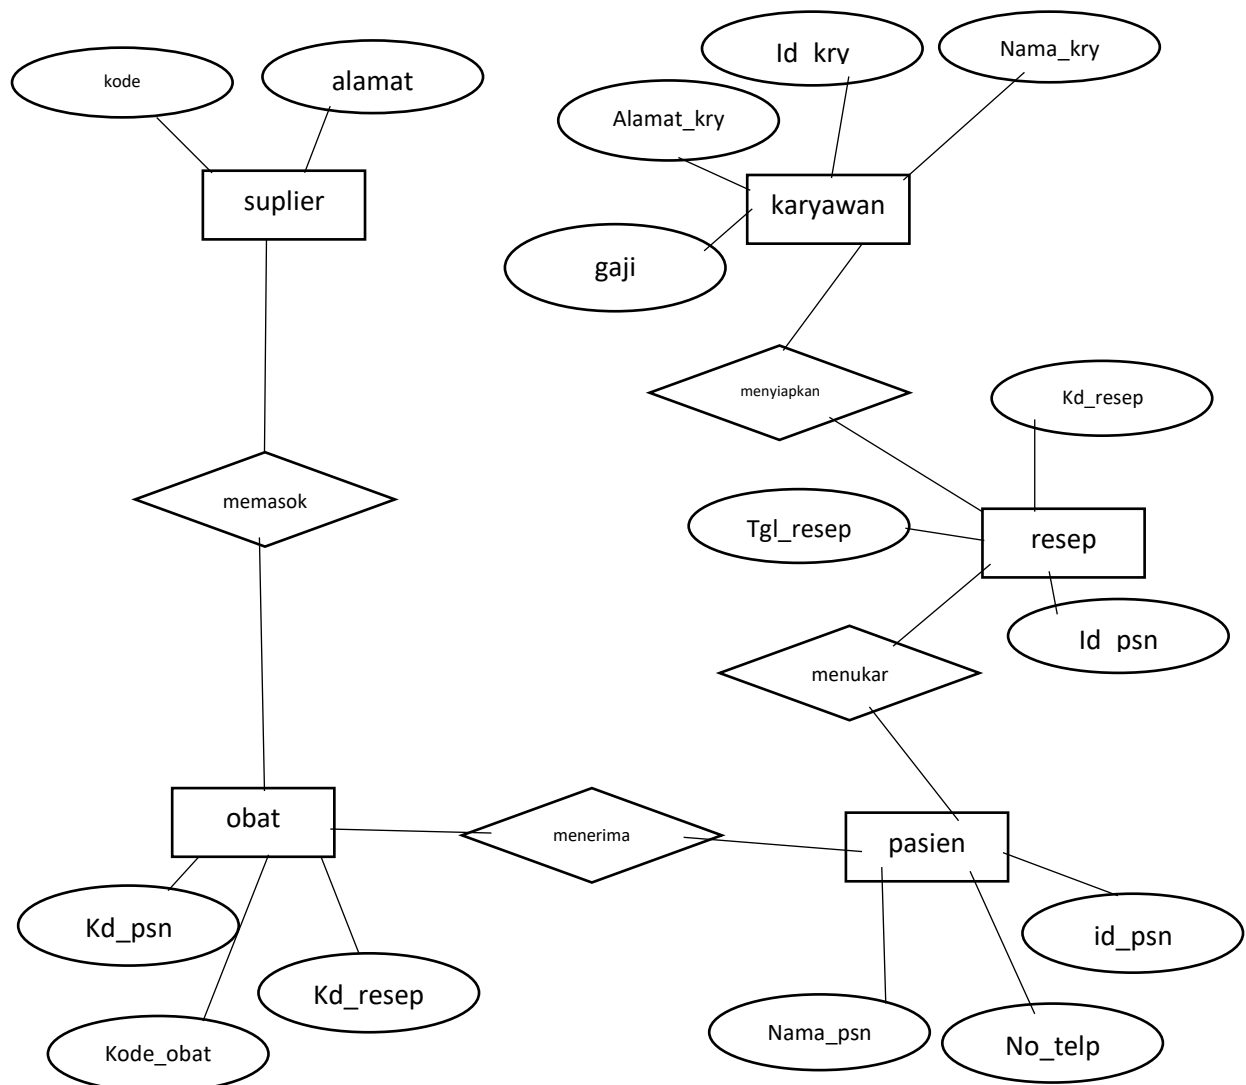 Id_kry
Nama_kry
kode
alamat
Alamat_kry
suplier
karyawan
gaji
menyiapkan
Kd_resep
memasok
Tgl_resep
resep
Id_psn
menukar
obat
menerima
pasien
Kd_psn
id_psn
Kd_resep
Nama_psn
No_telp
Kode_obat